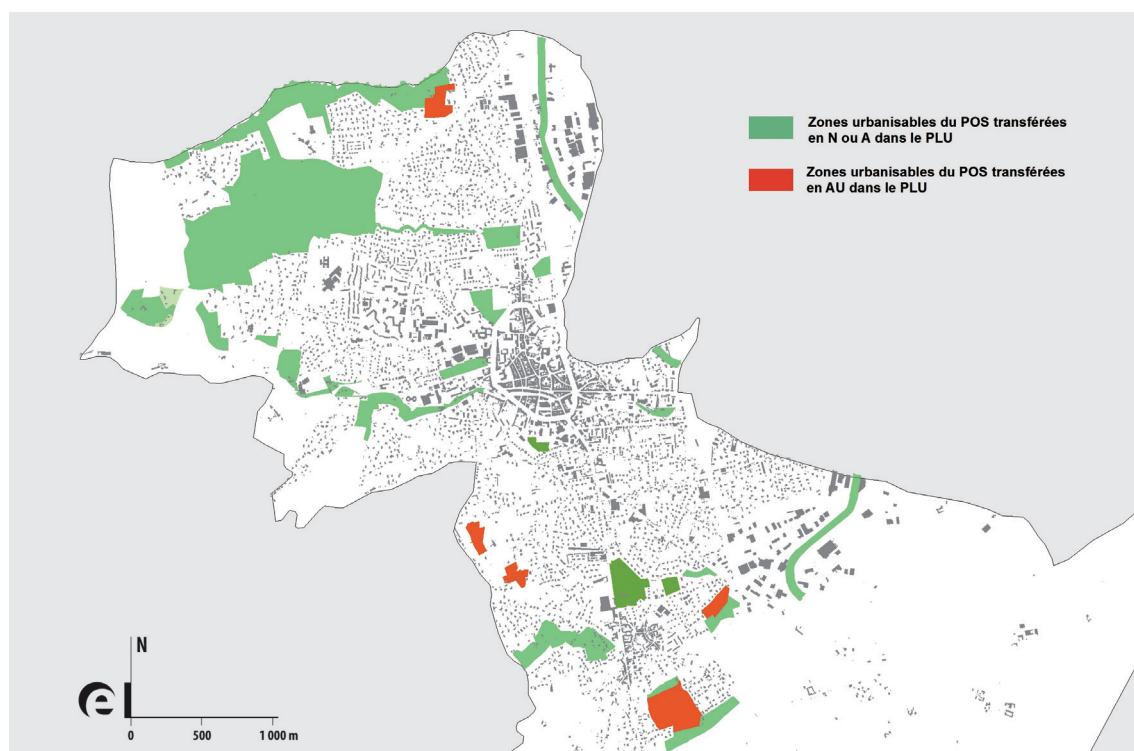 Zones urbanisables du POS transférées
en N ou A dans le PLU
Zones urbanisables du POS transférées
en AU dans le PLU
N
e
0 500 1 000 m